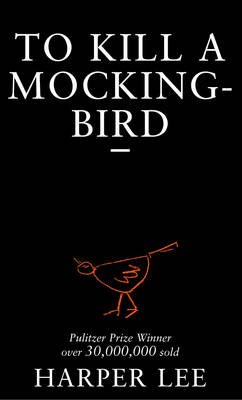 TO KILL A
MOCKING-
BIRD
–
Pulitzer Prize Winner
over 30,000,000 sold
HARPER LEE